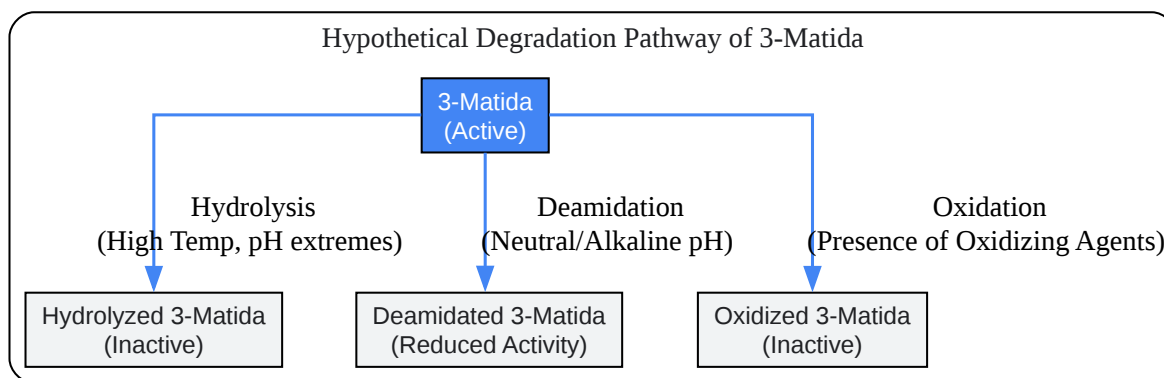 Hypothetical Degradation Pathway of 3-Matida
3-Matida
(Active)
Hydrolysis
(High Temp, pH extremes)
Deamidation
(Neutral/Alkaline pH)
Oxidation
(Presence of Oxidizing Agents)
Hydrolyzed 3-Matida
(Inactive)
Deamidated 3-Matida
(Reduced Activity)
Oxidized 3-Matida
(Inactive)